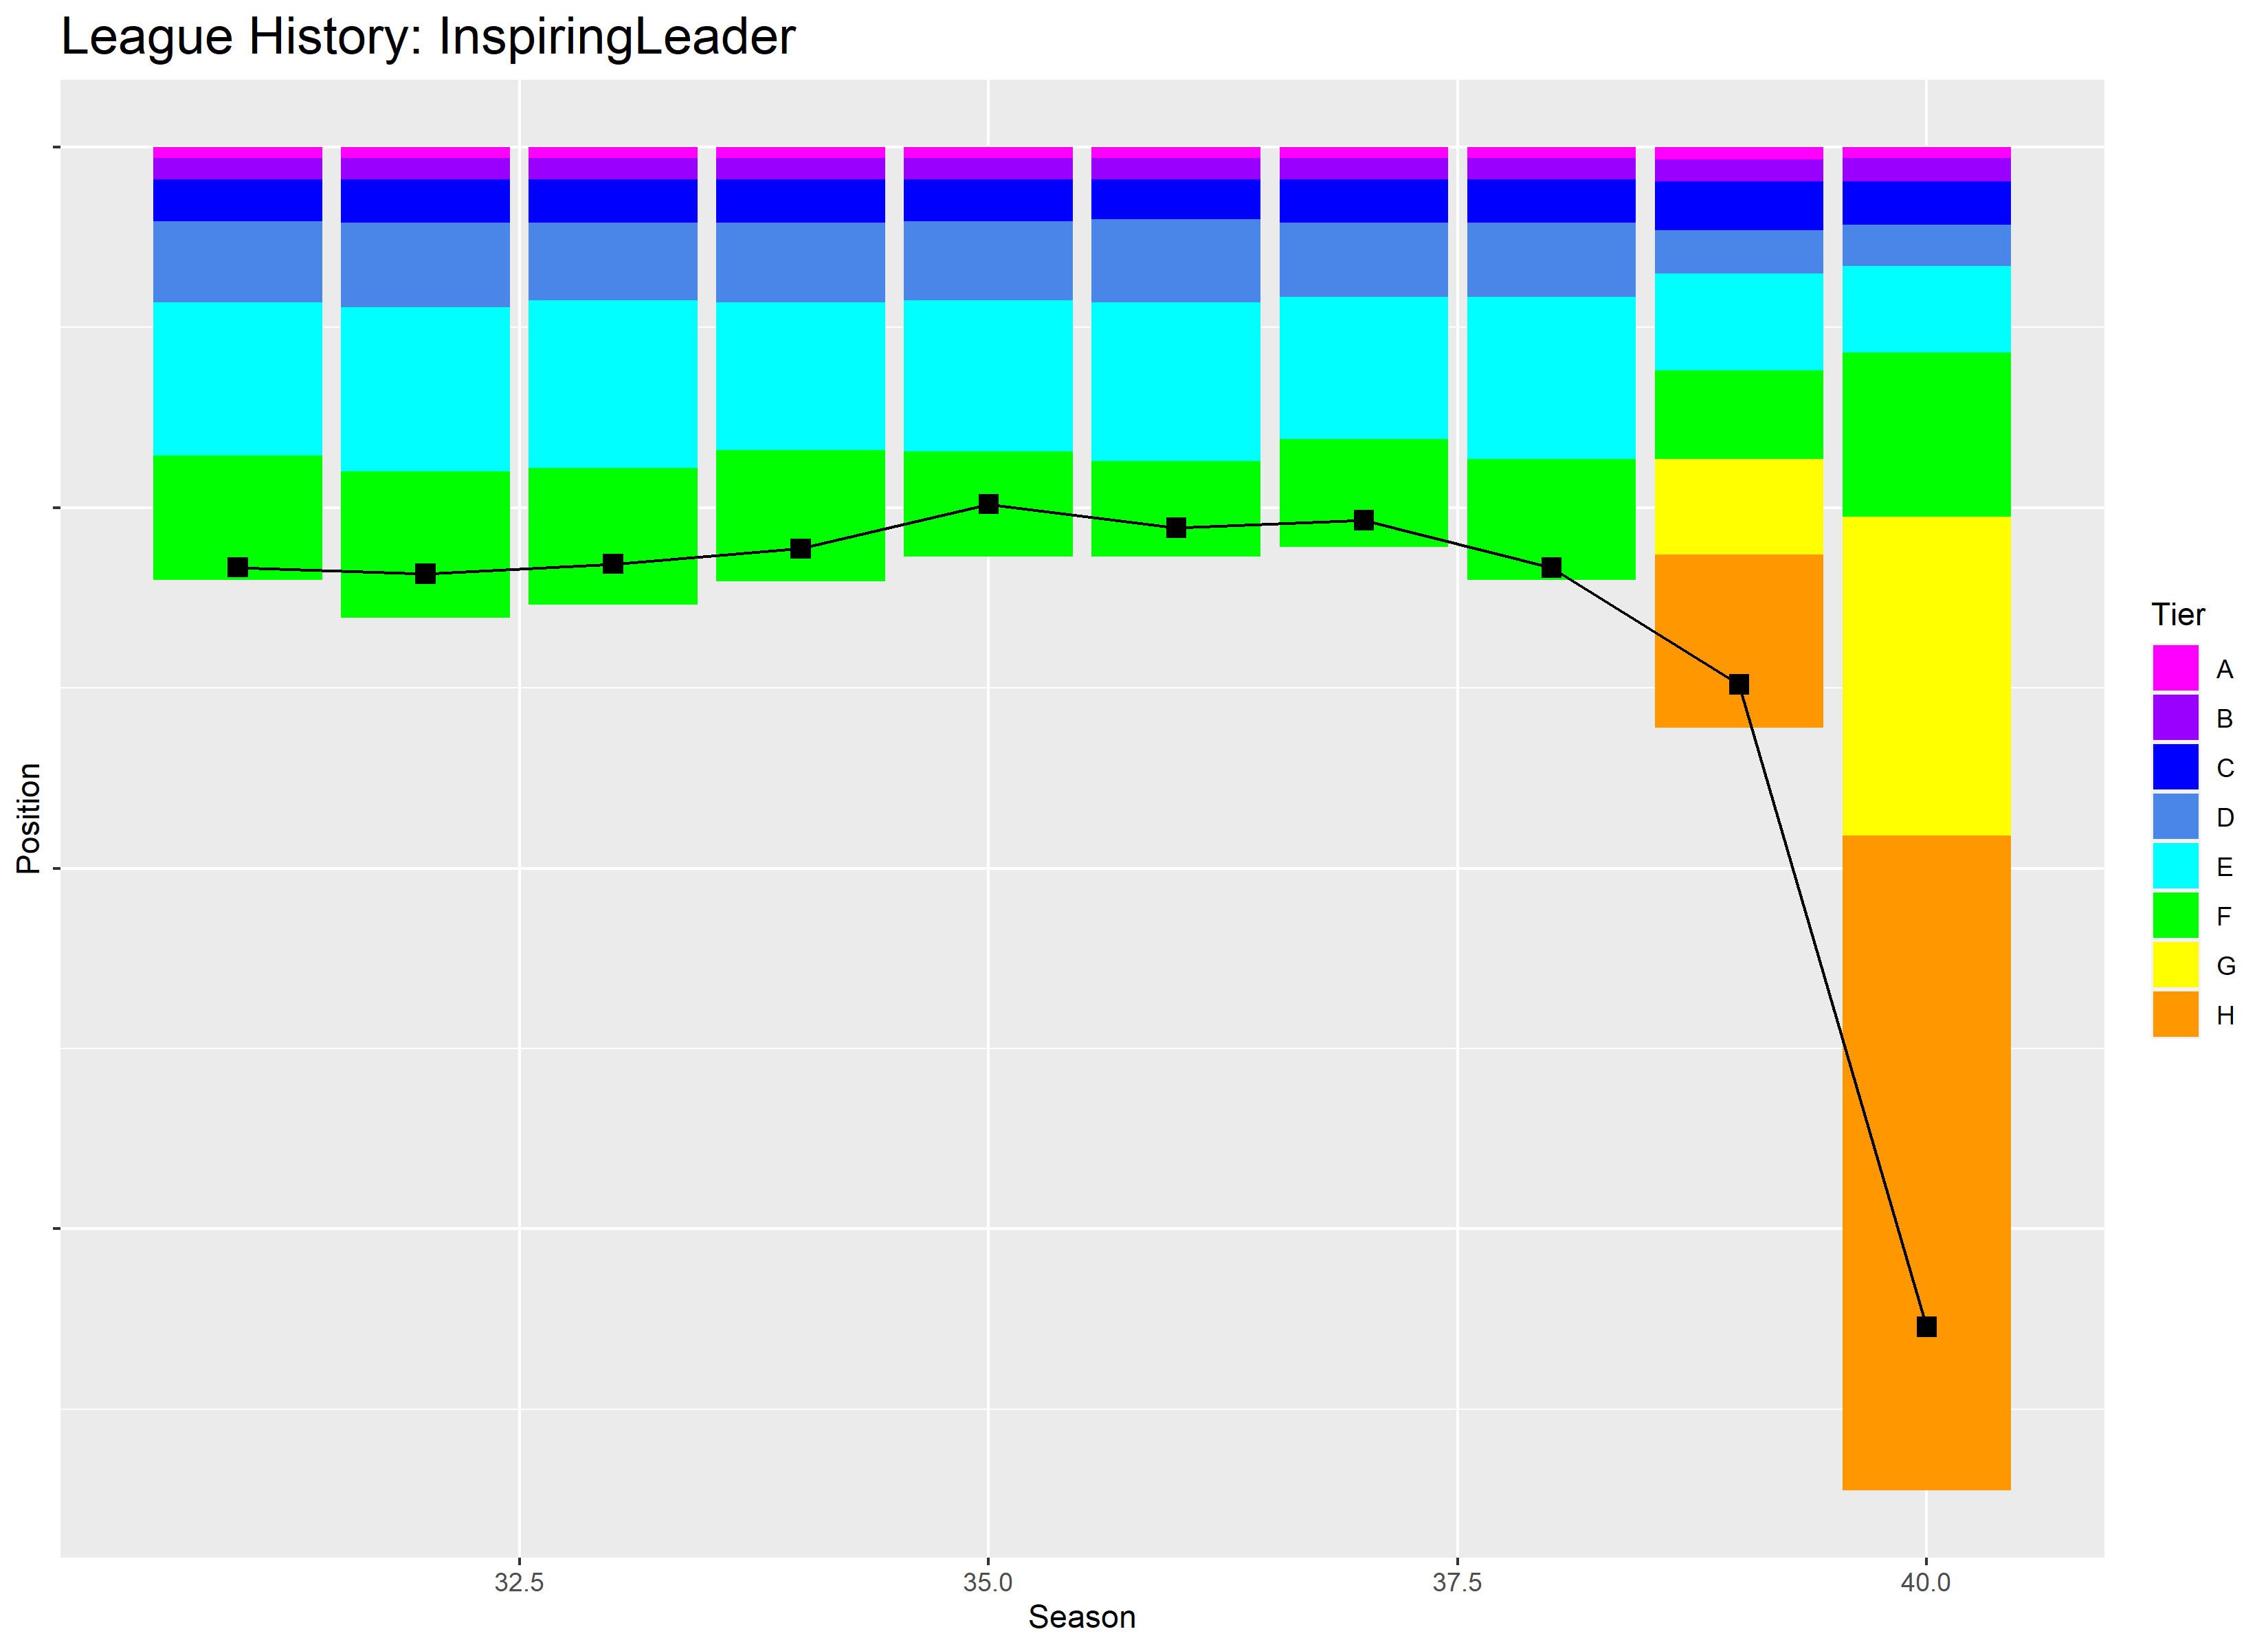 League History: InspiringLeader
Position
Tier
A
B
C
D
E
F
G
H
32.5
35.0
37.5
40.0
Season